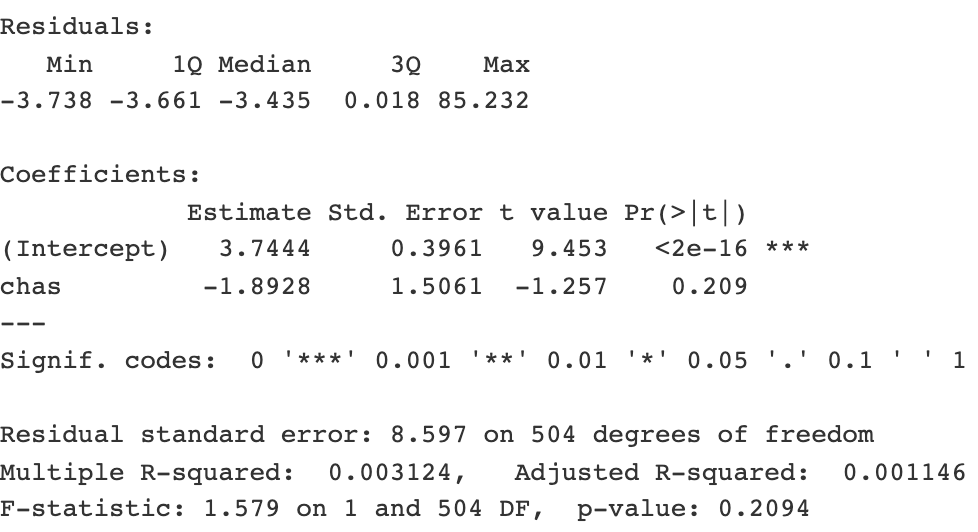 Residuals:
   Min     1Q Median     3Q    Max
-3.738 -3.661 -3.435  0.018 85.232

Coefficients:
            Estimate Std. Error t value Pr(>|t|)
(Intercept)   3.7444     0.3961   9.453   <2e-16 ***
chas         -1.8928     1.5061  -1.257    0.209
---
Signif. codes:  0 '***' 0.001 '**' 0.01 '*' 0.05 '.' 0.1 ' ' 1

Residual standard error: 8.597 on 504 degrees of freedom
Multiple R-squared:  0.003124,	Adjusted R-squared:  0.001146
F-statistic: 1.579 on 1 and 504 DF,  p-value: 0.2094